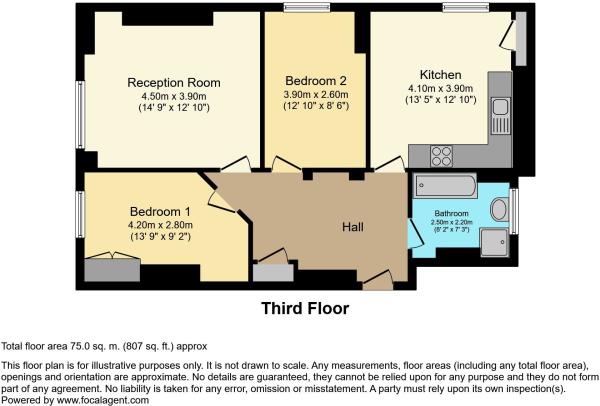 Reception Room
4.50m x 3.90m
(14' 9" x 12' 10")
Bedroom 2
3.90m x 2.60m
(12' 10" x 8' 6")
Kitchen
4.10m x 3.90m
(13' 5" x 12' 10")
Bedroom 1
4.20m x 2.80m
(13' 9" x 9' 2")
Hall
Bathroom
2.50m x 2.20m
(8' 2" x 7' 3")
Third Floor
Total floor area 75.0 sq. m. (807 sq. ft.) approx
This floor plan is for illustrative purposes only. It is not drawn to scale. Any measurements, floor areas (including any total floor area),
openings and orientation are approximate. No details are guaranteed, they cannot be relied upon for any purpose and they do not form
part of any agreement. No liability is taken for any error, omission or misstatement. A party must rely upon its own inspection(s).
Powered by www.focalagent.com